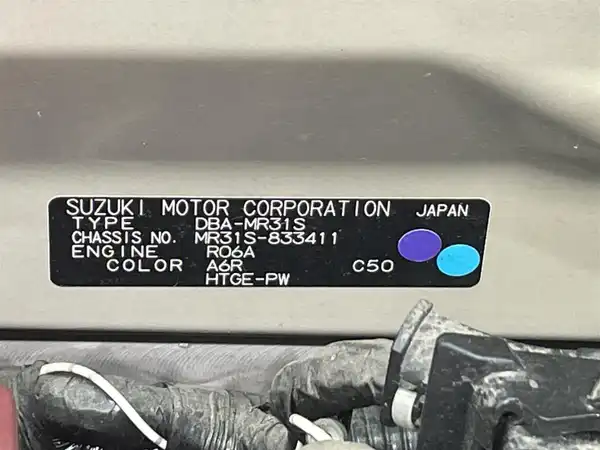 SUZUKI MOTOR CORPORATION JAPAN
TYPE DBA-MR31S
CHASSIS NO. MR31S-833411
ENGINE R06A
COLOR A6R C50
HTGE-PW